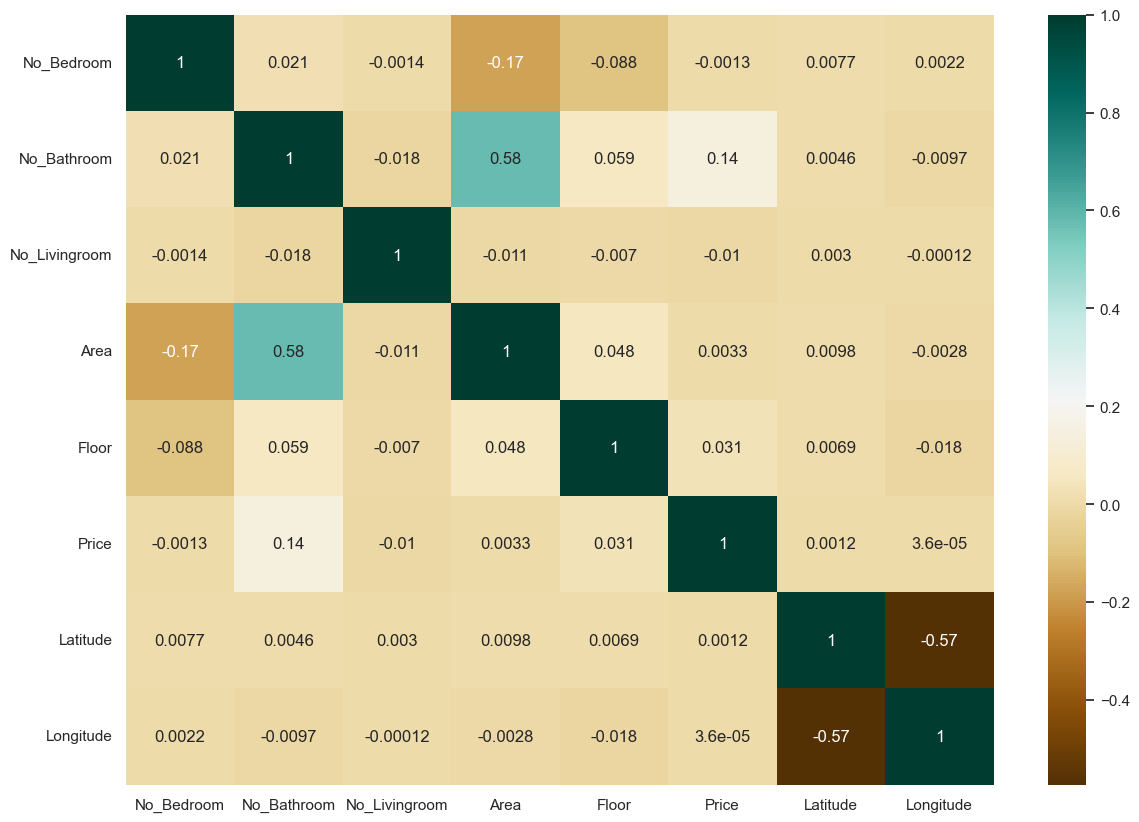 No_Bedroom 1 0.021 -0.0014 -0.17 -0.088 -0.0013 0.0077 0.0022
No_Bathroom 0.021 1 -0.018 0.58 0.059 0.14 0.0046 -0.0097
No_Livingroom -0.0014 -0.018 1 -0.011 -0.007 -0.01 0.003 -0.00012
Area -0.17 0.58 -0.011 1 0.048 0.0033 0.0098 -0.0028
Floor -0.088 0.059 -0.007 0.048 1 0.031 0.0069 -0.018
Price -0.0013 0.14 -0.01 0.0033 0.031 1 0.0012 3.6e-05
Latitude 0.0077 0.0046 0.003 0.0098 0.0069 0.0012 1 -0.57
Longitude 0.0022 -0.0097 -0.00012 -0.0028 -0.018 3.6e-05 -0.57 1
No_Bedroom No_Bathroom No_Livingroom Area Floor Price Latitude Longitude
1.0
0.8
0.6
0.4
0.2
0.0
−0.2
−0.4